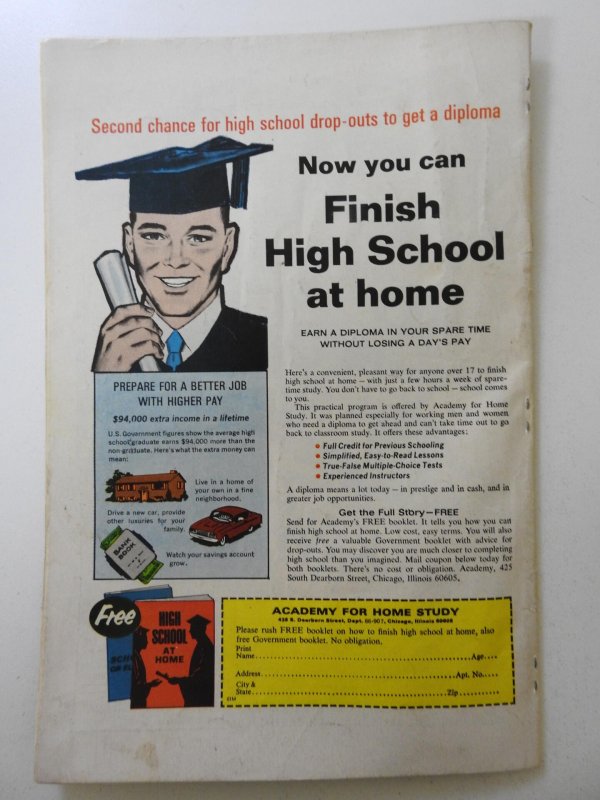 Second chance for high school drop-outs to get a diploma
Now you can
Finish
High School
at home
EARN A DIPLOMA IN YOUR SPARE TIME
WITHOUT LOSING A DAY'S PAY
Here's a convenient, pleasant way for anyone over 17 to finish
high school at home — with just a few hours a week of spare-
time study. You don't have to go back to school — school comes
to you.
This practical program is offered by Academy for Home
Study. It was planned especially for working men and women
who need a diploma to get ahead and can't take time out to go
back to classroom study. It offers these advantages:
• Full Credit for Previous Schooling
• Simplified, Easy-to-Read Lessons
• True-False Multiple-Choice Tests
• Experienced Instructors
A diploma means a lot today — in prestige and in cash, and in
greater job opportunities.
Get the Full Story—FREE
Send for Academy's FREE booklet. It tells you how you can
finish high school at home. Low cost, easy terms. You will also
receive free a valuable Government booklet with advice for
drop-outs. You may discover you are much closer to completing
high school than you imagined. Mail coupon below today for
both booklets. There's no cost or obligation. Academy, 425
South Dearborn Street, Chicago, Illinois 60605.
PREPARE FOR A BETTER JOB
WITH HIGHER PAY
$94,000 extra income in a lifetime
U.S. Government figures show the average high
school graduate earns $94,000 more than the
non-graduate. Here's what the extra money can
mean:
Live in a home of
your own in a fine
neighborhood.
Drive a new car, provide
other luxuries for your
family.
BANK
BOOK
Watch your savings account
grow.
Free
HIGH
SCHOOL
AT
HOME
ACADEMY FOR HOME STUDY
425 S. Dearborn Street, Dept. 66-907, Chicago, Illinois 60605
Please rush FREE booklet on how to finish high school at home, also
free Government booklet. No obligation.
Print
Name Age
Address Apt. No.
City &
State Zip